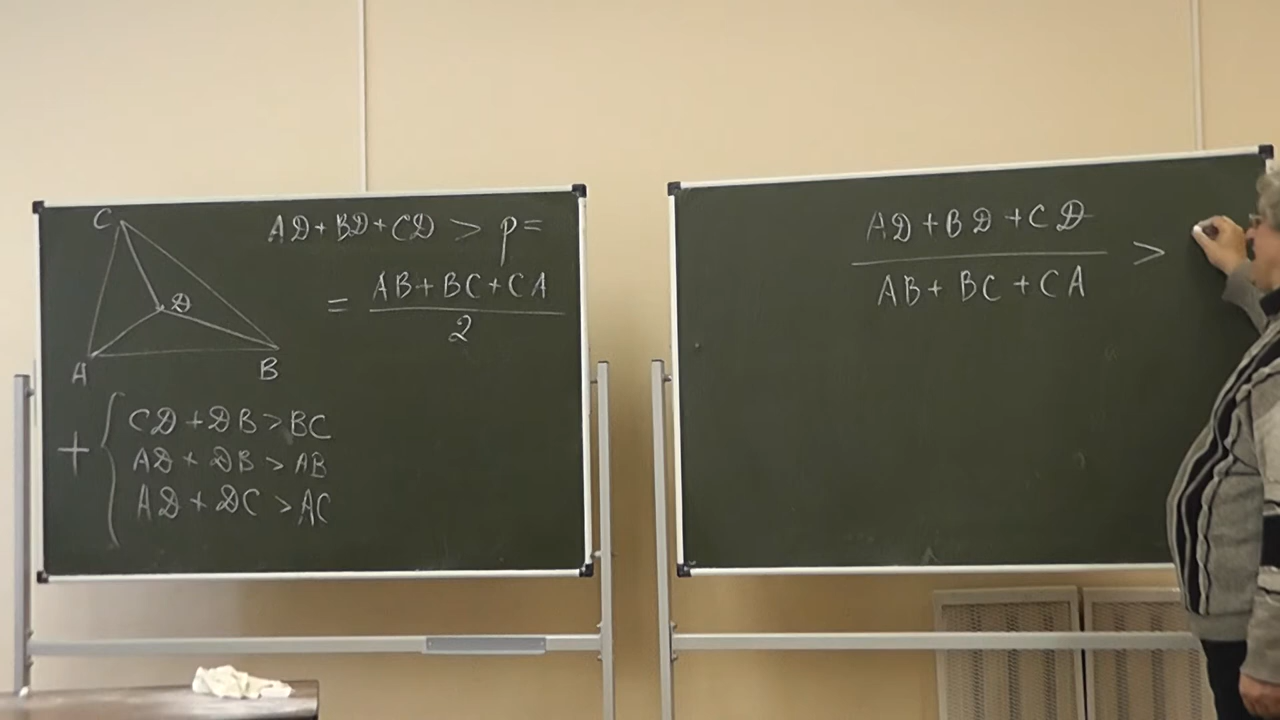 C
AD+BD+CD > p=
D
= AB+BC+CA / 2
A
B
+ { CD+DB>BC
AD+DB>AB
AD+DC>AC
AD+BD+CD / AB+BC+CA >